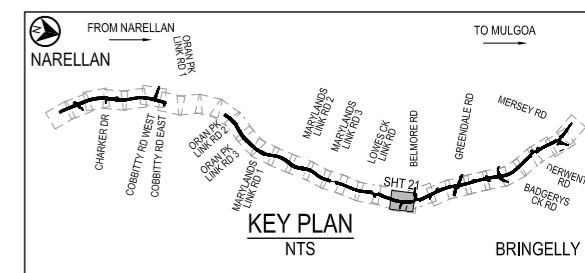 FROM NARELLAN
TO MULGOA
NARELLAN
ORAN PK
LINK RD 1
CHARKER DR
COBBITTY RD WEST
COBBITTY RD EAST
ORAN PK
LINK RD 2
ORAN PK
LINK RD 3
MARYLANDS
LINK RD 1
MARYLANDS
LINK RD 2
MARYLANDS
LINK RD 3
LOWES CK
LINK RD
BELMORE RD
SHT 21
GREENDALE RD
MERSEY RD
DERWENT
BADGERYS
CK RD
KEY PLAN
NTS
BRINGELLY